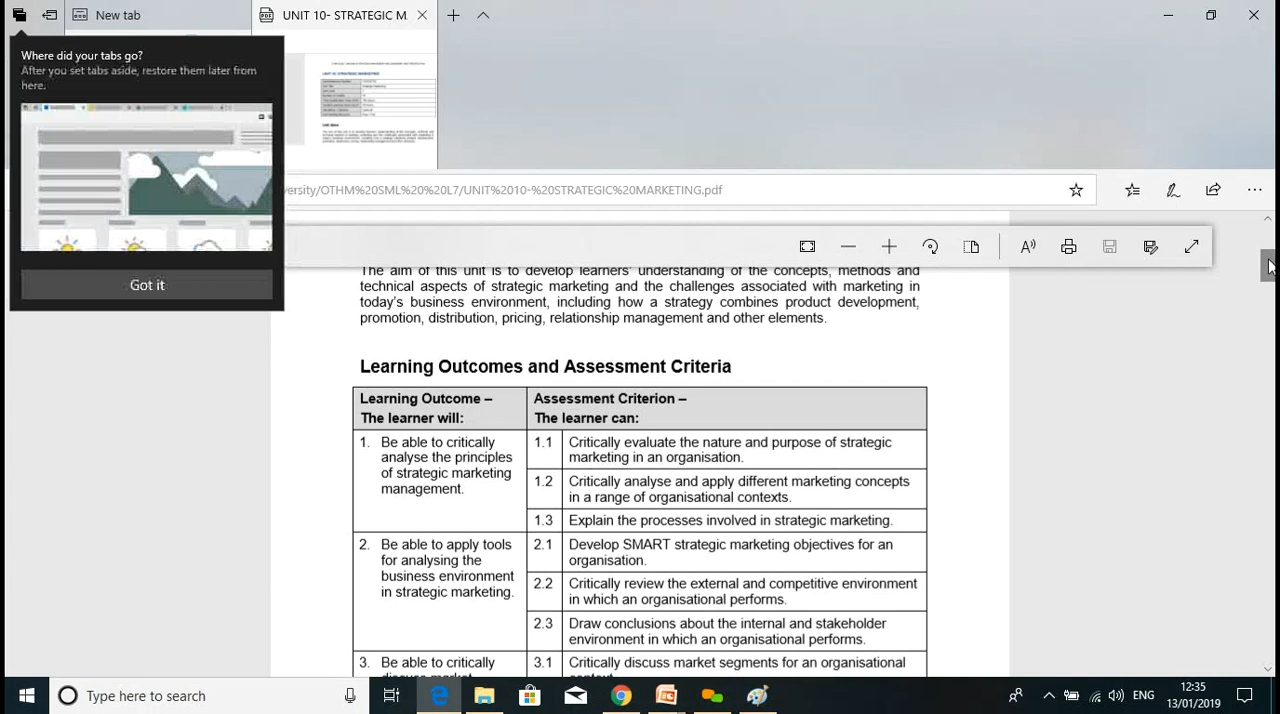 New tab
UNIT 10- STRATEGIC M.
Where did your tabs go?
After you set tabs aside, restore them later from
here.
Got it
versity/OTHM%20SML%20%20L7/UNIT%2010-%20STRATEGIC%20MARKETING.pdf
The aim of this unit is to develop learners' understanding of the concepts, methods and
technical aspects of strategic marketing and the challenges associated with marketing in
today's business environment, including how a strategy combines product development,
promotion, distribution, pricing, relationship management and other elements.
Learning Outcomes and Assessment Criteria
Learning Outcome –
The learner will:
Assessment Criterion –
The learner can:
1. Be able to critically
analyse the principles
of strategic marketing
management.
1.1 Critically evaluate the nature and purpose of strategic
marketing in an organisation.
1.2 Critically analyse and apply different marketing concepts
in a range of organisational contexts.
1.3 Explain the processes involved in strategic marketing.
2. Be able to apply tools
for analysing the
business environment
in strategic marketing.
2.1 Develop SMART strategic marketing objectives for an
organisation.
2.2 Critically review the external and competitive environment
in which an organisational performs.
2.3 Draw conclusions about the internal and stakeholder
environment in which an organisational performs.
3. Be able to critically
3.1 Critically discuss market segments for an organisational
Type here to search
ENG
12:35
13/01/2019